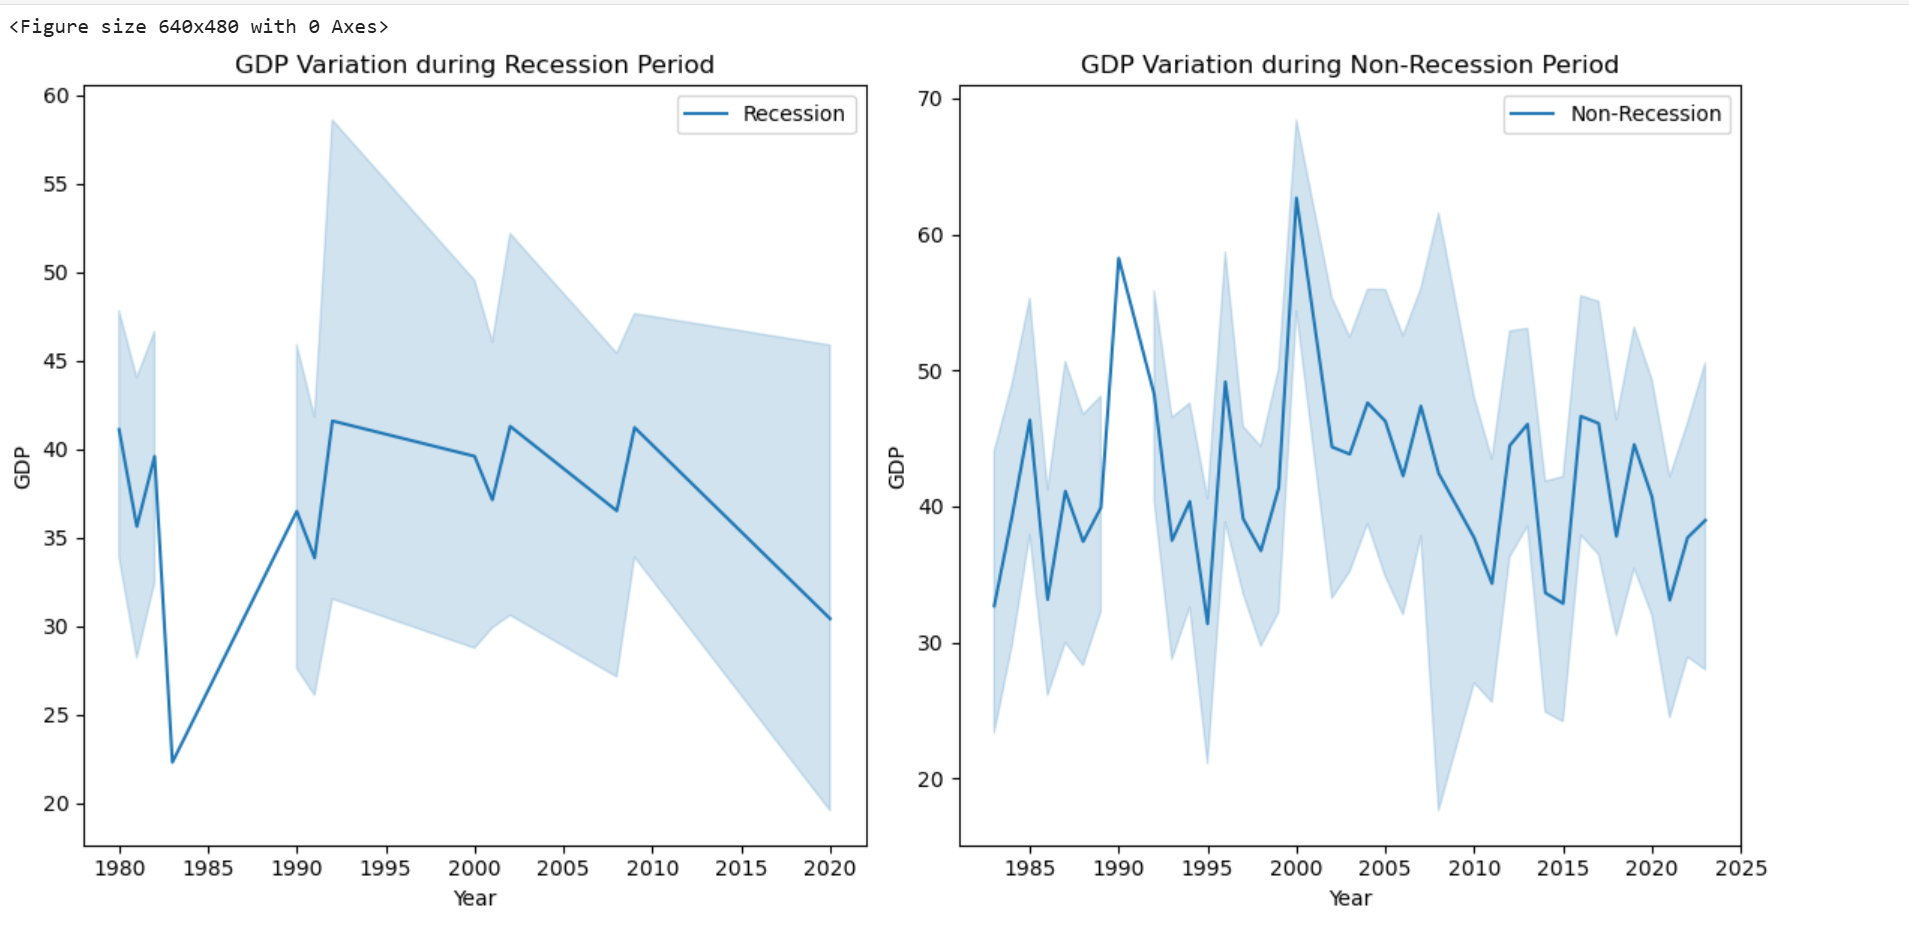 <Figure size 640x480 with 0 Axes>
GDP Variation during Recession Period
60
55
50
45
40
35
30
25
20
GDP
Recession
1980 1985 1990 1995 2000 2005 2010 2015 2020
Year
GDP Variation during Non-Recession Period
70
60
50
40
30
20
GDP
Non-Recession
1985 1990 1995 2000 2005 2010 2015 2020 2025
Year